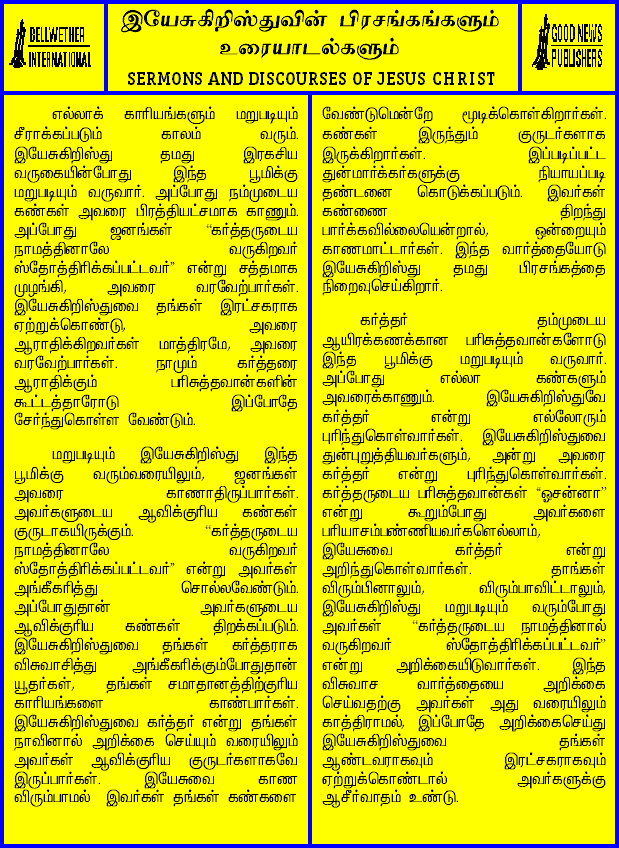 BELLWETHER
INTERNATIONAL
இயேசுகிறிஸ்துவின் பிரசங்கங்களும்
உரையாடல்களும்
SERMONS AND DISCOURSES OF JESUS CHRIST
GOOD NEWS
PUBLISHERS
எல்லாக் காரியங்களும் மறுபடியும்
சீராக்கப்படும் காலம் வரும்.
இயேசுகிறிஸ்து தமது இரகசிய
வருகையின்போது இந்த பூமிக்கு
மறுபடியும் வருவார். அப்போது நம்முடைய
கண்கள் அவரை பிரத்தியட்சமாக காணும்.
அப்போது ஜனங்கள் “கர்த்தருடைய
நாமத்தினாலே வருகிறவர்
ஸ்தோத்திரிக்கப்பட்டவர்” என்று சத்தமாக
முழங்கி, அவரை வரவேற்பார்கள்.
இயேசுகிறிஸ்துவை தங்கள் இரட்சகராக
ஏற்றுக்கொண்டு, அவரை
ஆராதிக்கிறவர்கள் மாத்திரமே, அவரை
வரவேற்பார்கள். நாமும் கர்த்தரை
ஆராதிக்கும் பரிசுத்தவான்களின்
கூட்டத்தாரோடு இப்போதே
சேர்ந்துகொள்ள வேண்டும்.
மறுபடியும் இயேசுகிறிஸ்து இந்த
பூமிக்கு வரும்வரையிலும், ஜனங்கள்
அவரை காணாதிருப்பார்கள்.
அவர்களுடைய ஆவிக்குரிய கண்கள்
குருடாகயிருக்கும். “கர்த்தருடைய
நாமத்தினாலே வருகிறவர்
ஸ்தோத்திரிக்கப்பட்டவர்” என்று அவர்கள்
அங்கீகரித்து சொல்லவேண்டும்.
அப்போதுதான் அவர்களுடைய
ஆவிக்குரிய கண்கள் திறக்கப்படும்.
இயேசுகிறிஸ்துவை தங்கள் கர்த்தராக
விசுவாசித்து அங்கீகரிக்கும்போதுதான்
யூதர்கள், தங்கள் சமாதானத்திற்குரிய
காரியங்களை காண்பார்கள்.
இயேசுகிறிஸ்துவை கர்த்தர் என்று தங்கள்
நாவினால் அறிக்கை செய்யும் வரையிலும்
அவர்கள் ஆவிக்குரிய குருடர்களாகவே
இருப்பார்கள். இயேசுவை காண
விரும்பாமல் இவர்கள் தங்கள் கண்களை
வேண்டுமென்றே மூடிக்கொள்கிறார்கள்.
கண்கள் இருந்தும் குருடர்களாக
இருக்கிறார்கள். இப்படிப்பட்ட
துன்மார்க்கர்களுக்கு நியாயப்படி
தண்டனை கொடுக்கப்படும். இவர்கள்
கண்ணை திறந்து
பார்க்கவில்லையென்றால், ஒன்றையும்
காணமாட்டார்கள். இந்த வார்த்தையோடு
இயேசுகிறிஸ்து தமது பிரசங்கத்தை
நிறைவுசெய்கிறார்.
கர்த்தர் தம்முடைய
ஆயிரக்கணக்கான பரிசுத்தவான்களோடு
இந்த பூமிக்கு மறுபடியும் வருவார்.
அப்போது எல்லா கண்களும்
அவரைக்காணும். இயேசுகிறிஸ்துவே
கர்த்தர் என்று எல்லோரும்
புரிந்துகொள்வார்கள். இயேசுகிறிஸ்துவை
துன்புறுத்தியவர்களும், அன்று அவரை
கர்த்தர் என்று புரிந்துகொள்வார்கள்.
கர்த்தருடைய பரிசுத்தவான்கள் “ஓசன்னா”
என்று கூறும்போது அவர்களை
பரியாசம்பண்ணியவர்களெல்லாம்,
இயேசுவை கர்த்தர் என்று
அறிந்துகொள்வார்கள். தாங்கள்
விரும்பினாலும், விரும்பாவிட்டாலும்,
இயேசுகிறிஸ்து மறுபடியும் வரும்போது
அவர்கள் “கர்த்தருடைய நாமத்தினால்
வருகிறவர் ஸ்தோத்திரிக்கப்பட்டவர்”
என்று அறிக்கையிடுவார்கள். இந்த
விசுவாச வார்த்தையை அறிக்கை
செய்வதற்கு அவர்கள் அது வரையிலும்
காத்திராமல், இப்போதே அறிக்கைசெய்து
இயேசுகிறிஸ்துவை தங்கள்
ஆண்டவராகவும் இரட்சகராகவும்
ஏற்றுக்கொண்டால் அவர்களுக்கு
ஆசீர்வாதம் உண்டு.